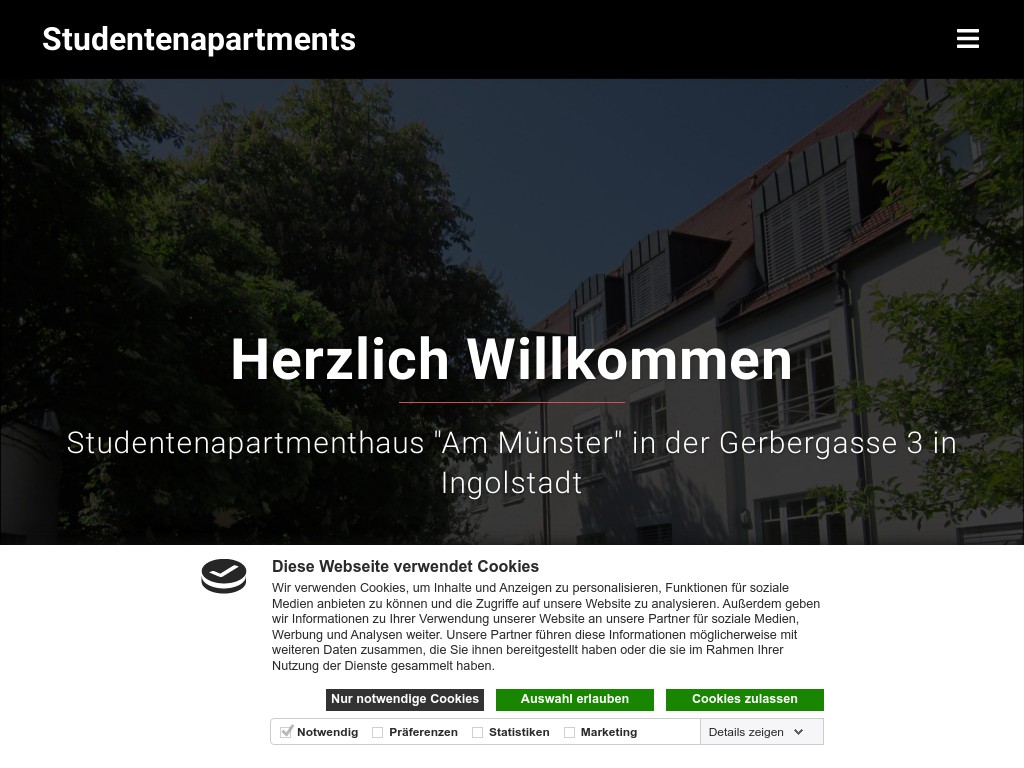 Studentenapartments
Herzlich Willkommen
Studentenapartmenthaus "Am Münster" in der Gerbergasse 3 in
Ingolstadt
Diese Webseite verwendet Cookies
Wir verwenden Cookies, um Inhalte und Anzeigen zu personalisieren, Funktionen für soziale
Medien anbieten zu können und die Zugriffe auf unsere Website zu analysieren. Außerdem geben
wir Informationen zu Ihrer Verwendung unserer Website an unsere Partner für soziale Medien,
Werbung und Analysen weiter. Unsere Partner führen diese Informationen möglicherweise mit
weiteren Daten zusammen, die Sie ihnen bereitgestellt haben oder die sie im Rahmen Ihrer
Nutzung der Dienste gesammelt haben.
Nur notwendige Cookies Auswahl erlauben Cookies zulassen
Notwendig Präferenzen Statistiken Marketing Details zeigen